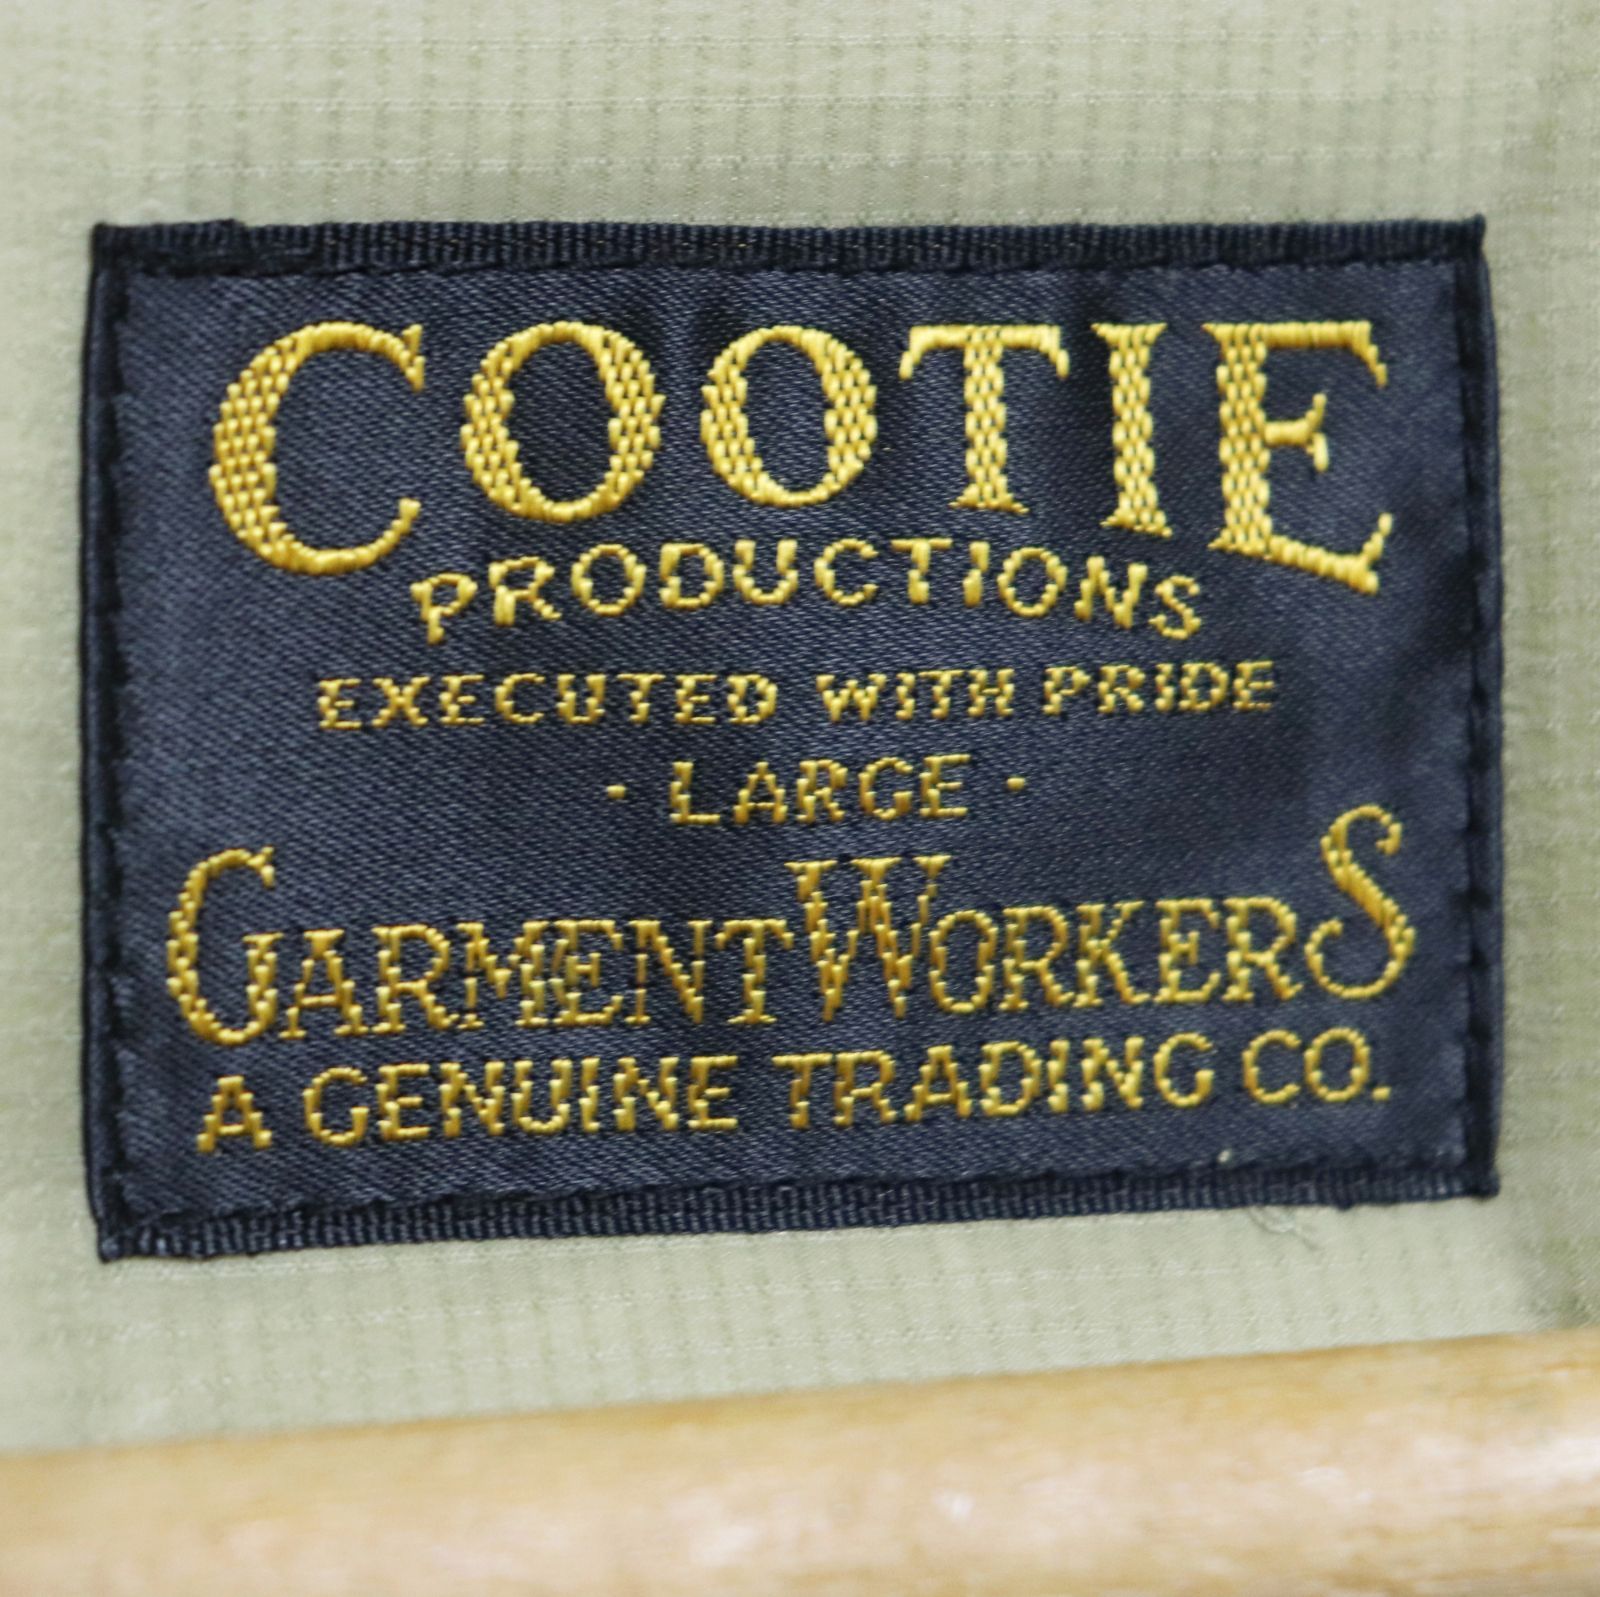 COOTIE
PRODUCTIONS
EXECUTED WITH PRIDE
· LARGE ·
GARMENTWORKERS
A GENUINE TRADING CO.